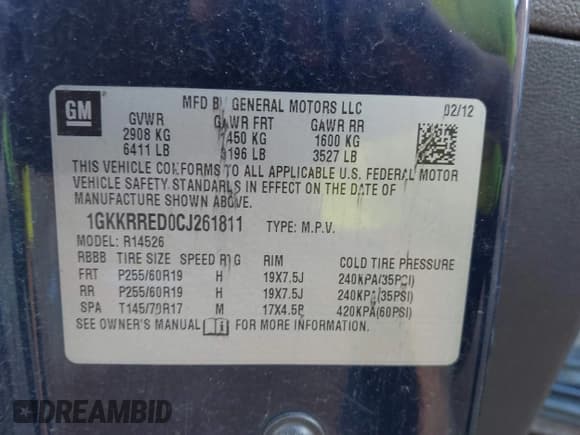 GM
MFD BY GENERAL MOTORS LLC 02/12
GVWR GAWR FRT GAWR RR
2908 KG 1450 KG 1600 KG
6411 LB 3196 LB 3527 LB
THIS VEHICLE CONFORMS TO ALL APPLICABLE U.S. FEDERAL MOTOR
VEHICLE SAFETY STANDARDS IN EFFECT ON THE DATE OF
MANUFACTURE SHOWN ABOVE.
1GKKRRED0CJ261811 TYPE: M.P.V.
MODEL: R14526
RBBB TIRE SIZE SPEED RTG RIM COLD TIRE PRESSURE
FRT P255/60R19 H 19X7.5J 240KPA(35PSI)
RR P255/60R19 H 19X7.5J 240KPA(35PSI)
SPA T145/70R17 M 17X4.5B 420KPA(60PSI)
SEE OWNER'S MANUAL FOR MORE INFORMATION.
DREAMBID